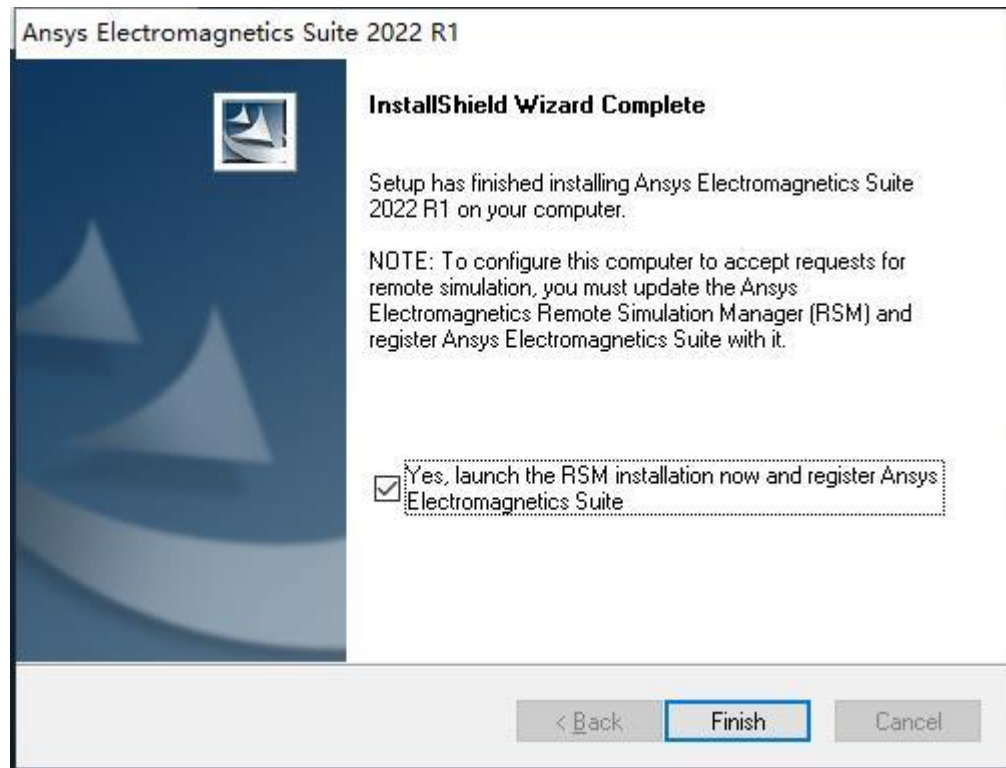 Ansys Electromagnetics Suite 2022 R1
InstallShield Wizard Complete
Setup has finished installing Ansys Electromagnetics Suite
2022 R1 on your computer.
NOTE: To configure this computer to accept requests for
remote simulation, you must update the Ansys
Electromagnetics Remote Simulation Manager (RSM) and
register Ansys Electromagnetics Suite with it.
Yes, launch the RSM installation now and register Ansys
Electromagnetics Suite
< Back Finish Cancel